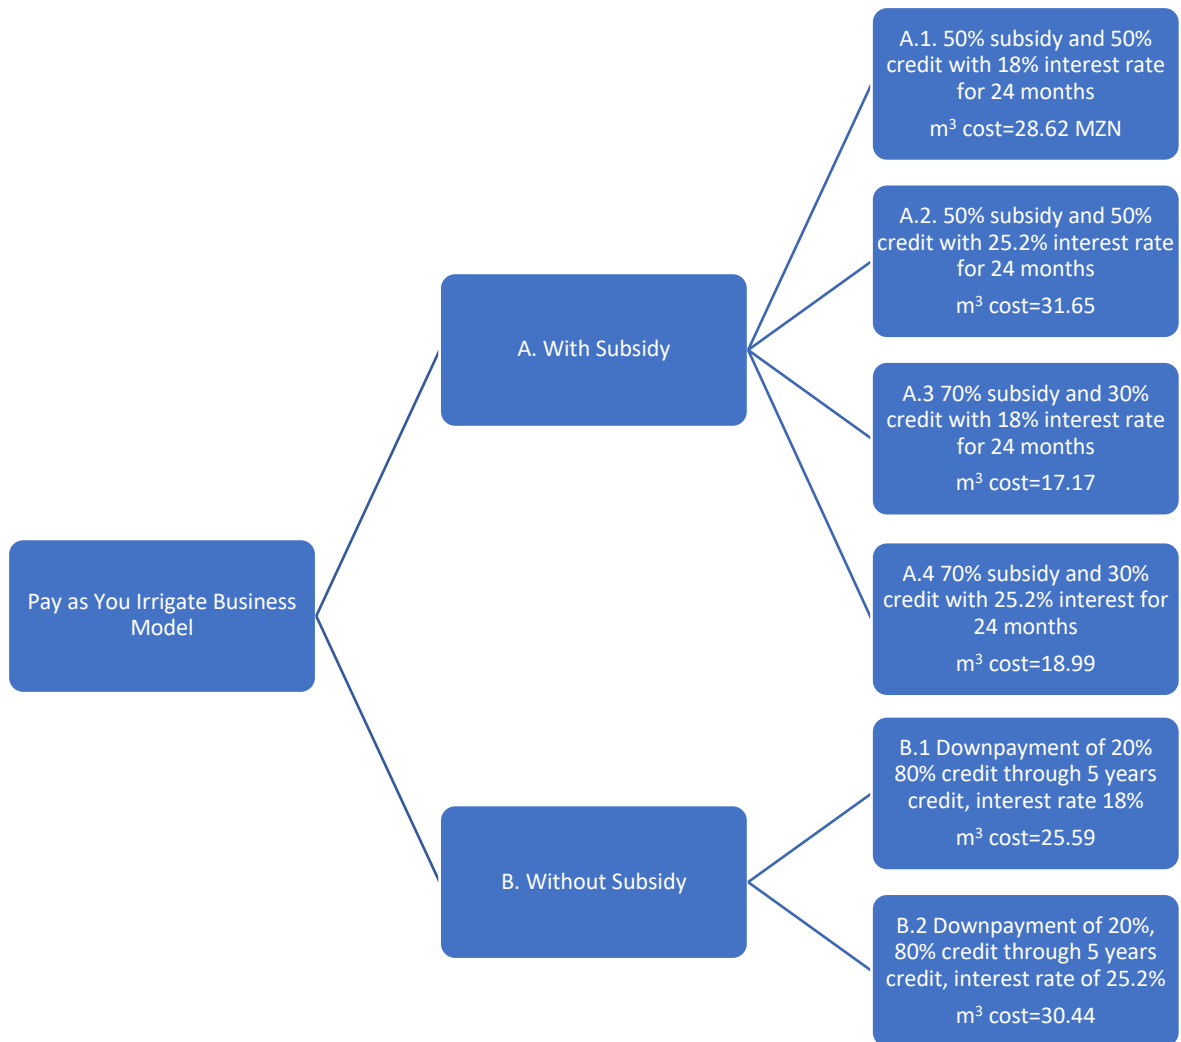 A.1. 50% subsidy and 50%
credit with 18% interest rate
for 24 months
m³ cost=28.62 MZN
A.2. 50% subsidy and 50%
credit with 25.2% interest rate
for 24 months
m³ cost=31.65
A. With Subsidy
A.3 70% subsidy and 30%
credit with 18% interest rate
for 24 months
m³ cost=17.17
Pay as You Irrigate Business
Model
A.4 70% subsidy and 30%
credit with 25.2% interest for
24 months
m³ cost=18.99
B.1 Downpayment of 20%
80% credit through 5 years
credit, interest rate 18%
m³ cost=25.59
B. Without Subsidy
B.2 Downpayment of 20%,
80% credit through 5 years
credit, interest rate of 25.2%
m³ cost=30.44